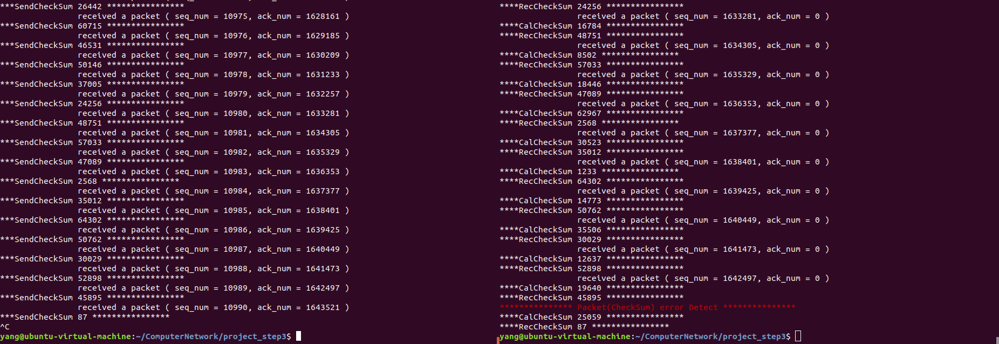 ***SendCheckSum 26442 ****************
received a packet ( seq_num = 10975, ack_num = 1628161 )
***SendCheckSum 60715 ****************
received a packet ( seq_num = 10976, ack_num = 1629185 )
***SendCheckSum 46531 ****************
received a packet ( seq_num = 10977, ack_num = 1630209 )
***SendCheckSum 50146 ****************
received a packet ( seq_num = 10978, ack_num = 1631233 )
***SendCheckSum 37005 ****************
received a packet ( seq_num = 10979, ack_num = 1632257 )
***SendCheckSum 24256 ****************
received a packet ( seq_num = 10980, ack_num = 1633281 )
***SendCheckSum 48751 ****************
received a packet ( seq_num = 10981, ack_num = 1634305 )
***SendCheckSum 57033 ****************
received a packet ( seq_num = 10982, ack_num = 1635329 )
***SendCheckSum 47089 ****************
received a packet ( seq_num = 10983, ack_num = 1636353 )
***SendCheckSum 2568 ****************
received a packet ( seq_num = 10984, ack_num = 1637377 )
***SendCheckSum 35012 ****************
received a packet ( seq_num = 10985, ack_num = 1638401 )
***SendCheckSum 64302 ****************
received a packet ( seq_num = 10986, ack_num = 1639425 )
***SendCheckSum 50762 ****************
received a packet ( seq_num = 10987, ack_num = 1640449 )
***SendCheckSum 30029 ****************
received a packet ( seq_num = 10988, ack_num = 1641473 )
***SendCheckSum 52898 ****************
received a packet ( seq_num = 10989, ack_num = 1642497 )
***SendCheckSum 45895 ****************
received a packet ( seq_num = 10990, ack_num = 1643521 )
***SendCheckSum 87 ****************
^C
yang@ubuntu-virtual-machine:~/ComputerNetwork/project_step3$
****RecCheckSum 24256 ****************
received a packet ( seq_num = 1633281, ack_num = 0 )
****CalCheckSum 16784 ****************
****RecCheckSum 48751 ****************
received a packet ( seq_num = 1634305, ack_num = 0 )
****CalCheckSum 8502 ****************
****RecCheckSum 57033 ****************
received a packet ( seq_num = 1635329, ack_num = 0 )
****CalCheckSum 18446 ****************
****RecCheckSum 47089 ****************
received a packet ( seq_num = 1636353, ack_num = 0 )
****CalCheckSum 62967 ****************
****RecCheckSum 2568 ****************
received a packet ( seq_num = 1637377, ack_num = 0 )
****CalCheckSum 30523 ****************
****RecCheckSum 35012 ****************
received a packet ( seq_num = 1638401, ack_num = 0 )
****CalCheckSum 1233 ****************
****RecCheckSum 64302 ****************
received a packet ( seq_num = 1639425, ack_num = 0 )
****CalCheckSum 14773 ****************
****RecCheckSum 50762 ****************
received a packet ( seq_num = 1640449, ack_num = 0 )
****CalCheckSum 35506 ****************
****RecCheckSum 30029 ****************
received a packet ( seq_num = 1641473, ack_num = 0 )
****CalCheckSum 12637 ****************
****RecCheckSum 52898 ****************
received a packet ( seq_num = 1642497, ack_num = 0 )
****CalCheckSum 19640 ****************
****RecCheckSum 45895 ****************
*************** Packet(CheckSum) error Detect ***************
****CalCheckSum 25059 ****************
****RecCheckSum 87 ****************
yang@ubuntu-virtual-machine:~/ComputerNetwork/project_step3$